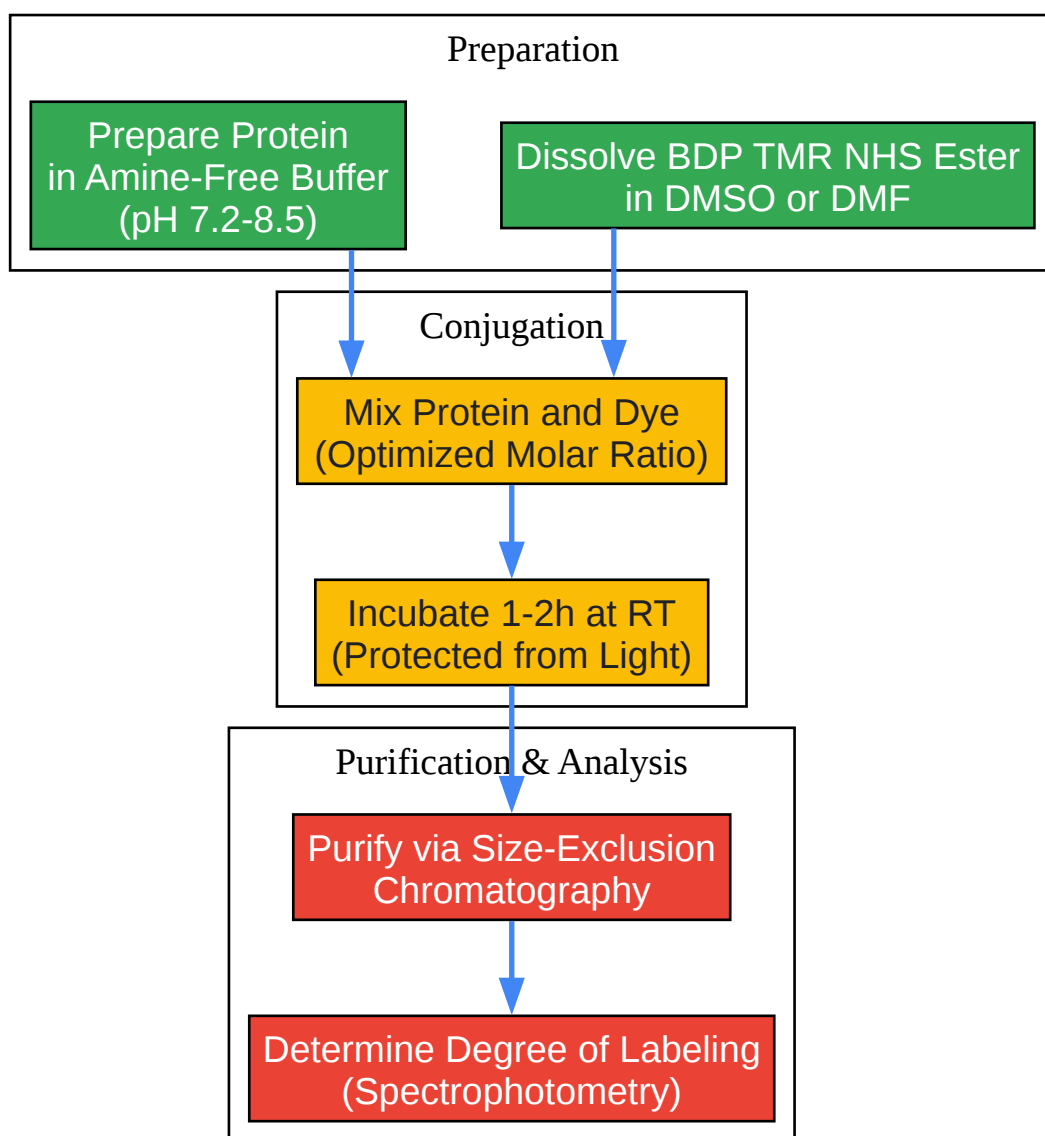 Preparation
Prepare Protein
in Amine-Free Buffer
(pH 7.2-8.5)
Dissolve BDP TMR NHS Ester
in DMSO or DMF
Conjugation
Mix Protein and Dye
(Optimized Molar Ratio)
Incubate 1-2h at RT
(Protected from Light)
Purification & Analysis
Purify via Size-Exclusion
Chromatography
Determine Degree of Labeling
(Spectrophotometry)